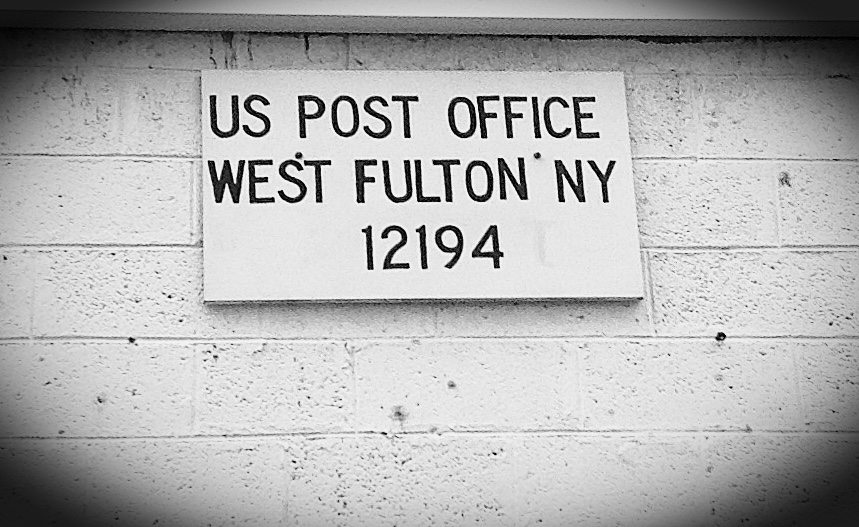 US POST OFFICE
WEST FULTON NY
12194